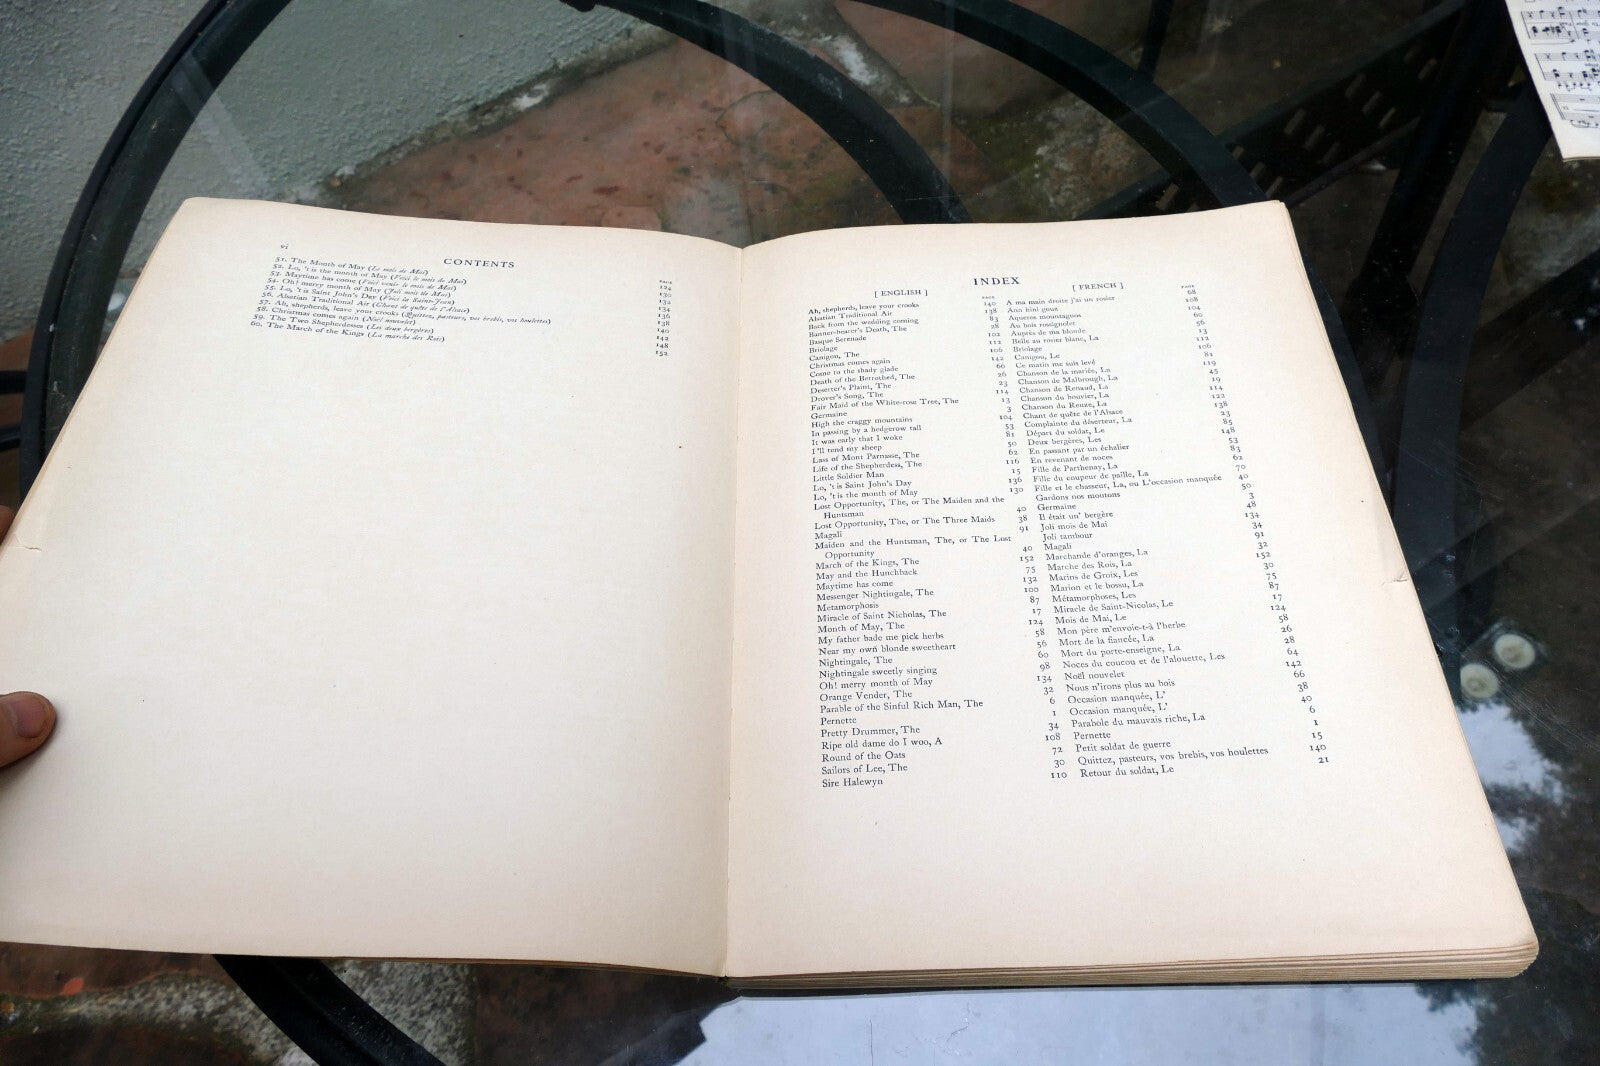 vi
CONTENTS
PAGE
51. The Month of May (Le mois de Mai) 124
52. Lo, 't is the month of May (Voici le mois de Mai) 130
53. Maytime has come (Voici venir le mois de Mai) 132
54. Oh! merry month of May (Joli mois de Mai) 134
55. Lo, 't is Saint John's Day (Voici la Saint-Jean) 136
56. Alsatian Traditional Air (Chant de quête de l'Alsace) 138
57. Ah, shepherds, leave your crooks (Quittez, pasteurs, vos brebis, vos houlettes) 140
58. Christmas comes again (Noël nouvelet) 142
59. The Two Shepherdesses (Les deux bergères) 148
60. The March of the Kings (La marche des Rois) 152
INDEX
[ ENGLISH ]
PAGE
Ah, shepherds, leave your crooks 140
Alsatian Traditional Air 138
Back from the wedding coming 83
Banner-bearer's Death, The 28
Basque Serenade 102
Briolage 112
Canigou, The 106
Christmas comes again 142
Come to the shady glade 66
Death of the Betrothed, The 26
Deserter's Plaint, The 23
Drover's Song, The 114
Fair Maid of the White-rose Tree, The 13
Germaine 3
High the craggy mountains 104
In passing by a hedgerow tall 53
It was early that I woke 81
I'll tend my sheep 50
Lass of Mont Parnasse, The 62
Life of the Shepherdess, The 116
Little Soldier Man 15
Lo, 't is Saint John's Day 136
Lo, 't is the month of May 130
Lost Opportunity, The, or The Maiden and the
Huntsman 40
Lost Opportunity, The, or The Three Maids 38
Magali 91
Maiden and the Huntsman, The, or The Lost
Opportunity 40
March of the Kings, The 152
May and the Hunchback 75
Maytime has come 132
Messenger Nightingale, The 100
Metamorphosis 87
Miracle of Saint Nicholas, The 17
Month of May, The 124
My father bade me pick herbs 58
Near my own blonde sweetheart 56
Nightingale, The 60
Nightingale sweetly singing 98
Oh! merry month of May 134
Orange Vender, The 32
Parable of the Sinful Rich Man, The 6
Pernette 1
Pretty Drummer, The 34
Ripe old dame do I woo, A 108
Round of the Oats 72
Sailors of Lee, The 30
Sire Halewyn 110
[ FRENCH ]
PAGE
A ma main droite j'ai un rosier 68
Ann hini goux 108
Aqueros mountagnos 104
Au bois rossignolet 60
Auprès de ma blonde 56
Belle au rosier blanc, La 13
Briolage 112
Canigou, Le 106
Ce matin me suis levé 81
Chanson de la mariée, La 119
Chanson de Malbrough, La 45
Chanson de Renaud, La 19
Chanson du bouvier, La 114
Chanson du Reuze, La 122
Chant de quête de l'Alsace 138
Complainte du déserteur, La 23
Départ du soldat, Le 85
Deux bergères, Les 148
En passant par un échalier 53
En revenant de noces 83
Fille de Parthenay, La 62
Fille du coupeur de paille, La 70
Fille et le chasseur, La, ou L'occasion manquée 40
Gardons nos moutons 50
Germaine 3
Il était un' bergère 48
Joli mois de Mai 134
Joli tambour 34
Magali 91
Marchande d'oranges, La 32
Marche des Rois, La 152
Marins de Groix, Les 30
Marion et le bossu, La 75
Métamorphoses, Les 87
Miracle de Saint-Nicolas, Le 17
Mois de Mai, Le 124
Mon père m'envoie-t-à l'herbe 58
Mort de la fiancée, La 26
Mort du porte-enseigne, La 28
Noces du coucou et de l'alouette, Les 64
Noël nouvelet 142
Nous n'irons plus au bois 66
Occasion manquée, L' 38
Occasion manquée, L' 40
Parabole du mauvais riche, La 6
Pernette 1
Petit soldat de guerre 15
Quittez, pasteurs, vos brebis, vos houlettes 140
Retour du soldat, Le 21